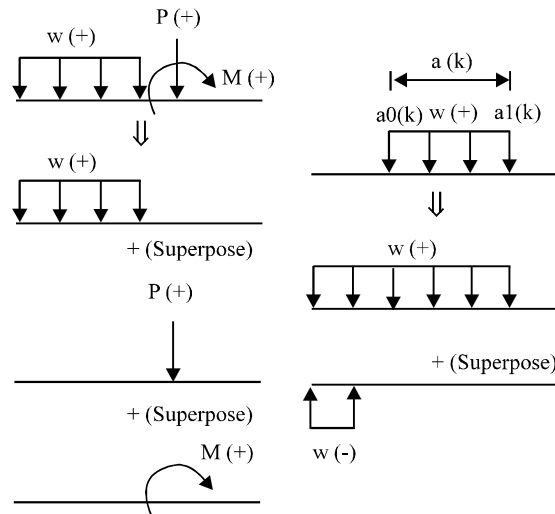 P (+)
w (+)
M (+)
w (+)
+ (Superpose)
P (+)
+ (Superpose)
M (+)
a (k)
a0(k) w (+) a1(k)
w (+)
+ (Superpose)
w (-)